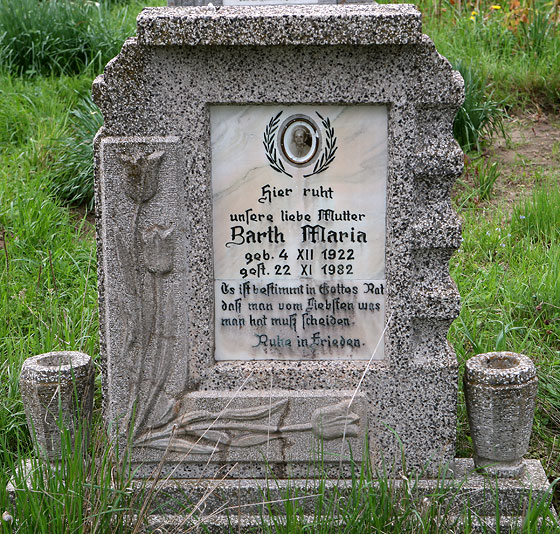 Hier ruht
unsere liebe Mutter
Barth Maria
geb. 4 XII 1922
gest. 22 XI 1982
Es ist bestimmt in Gottes Rat
daß man vom Liebsten was
man hat muß scheiden.
Ruhe in Frieden.